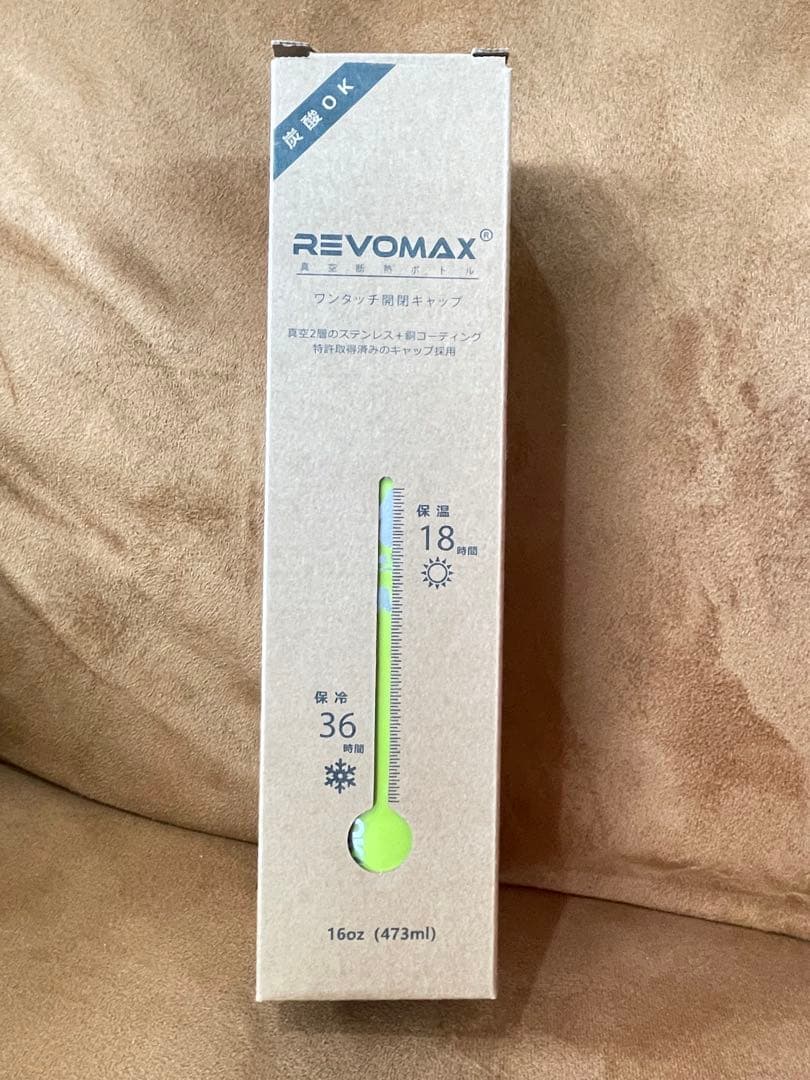 炭酸OK
REVOMAX®
真空断熱ボトル
ワンタッチ開閉キャップ
真空2層のステンレス+銅コーティング
特許取得済みのキャップ採用
保温
18時間
保冷
36
時間
16oz (473ml)